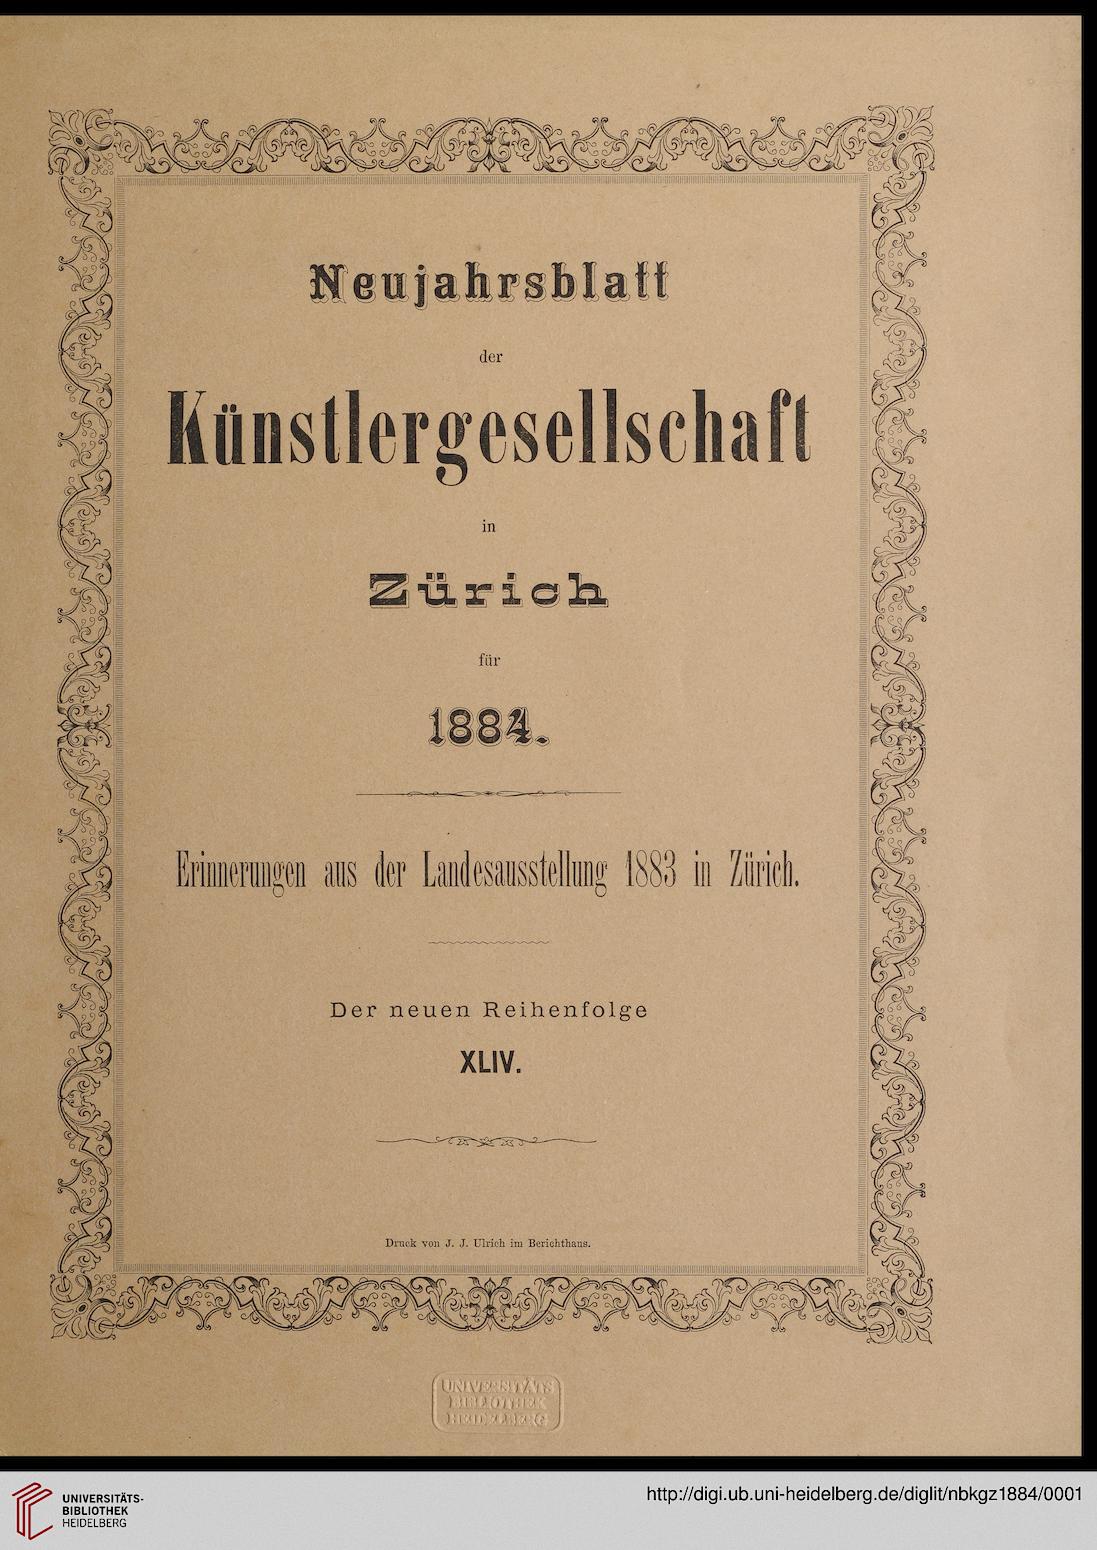 Neujahrsblatt
der
Künstlergesellschaft
in
Zürich
für
1884.
Erinnerungen aus der Landesausstellung 1883 in Zürich.
Der neuen Reihenfolge
XLIV.
Druck von J. J. Ulrich im Berichthaus.
UNIVERSITÄTS
BIBLIOTHEK
HEIDELBERG
UNIVERSITÄTS-
BIBLIOTHEK
HEIDELBERG
http://digi.ub.uni-heidelberg.de/diglit/nbkgz1884/0001